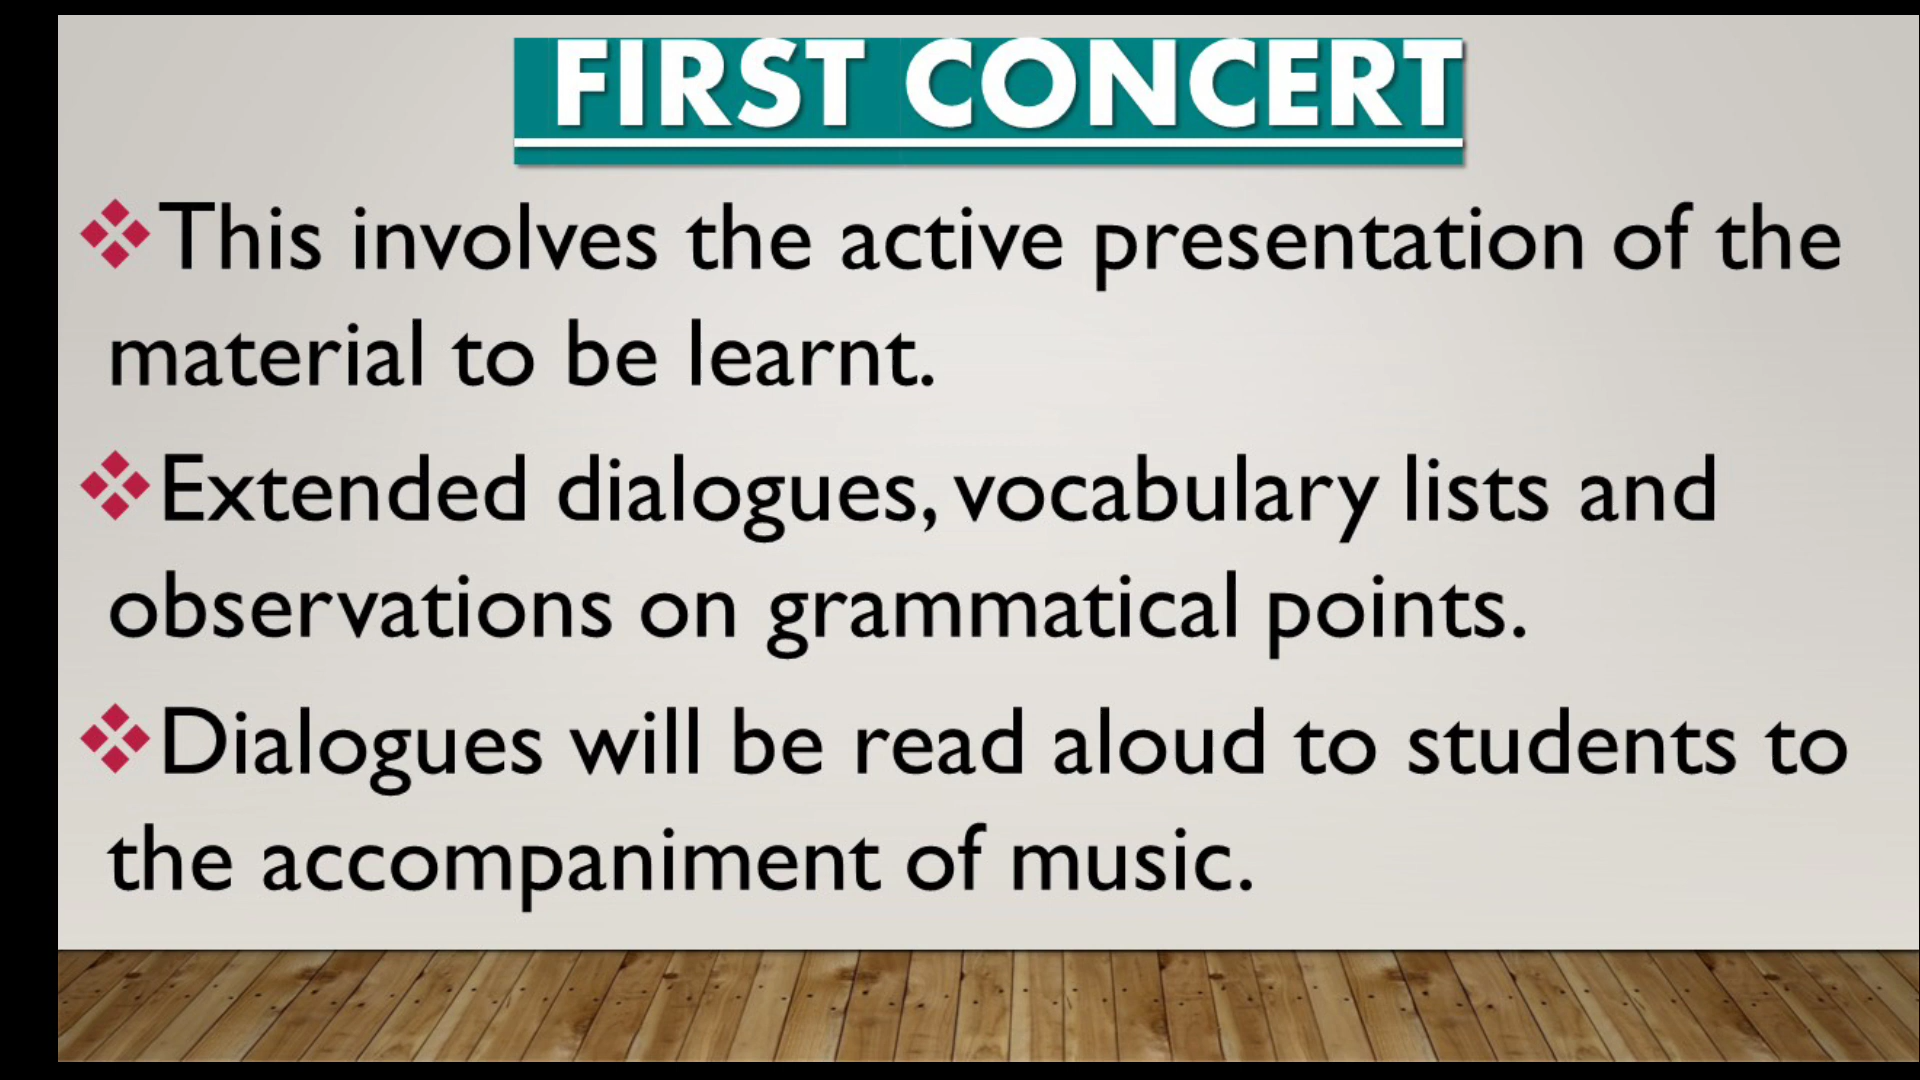 FIRST CONCERT
❖This involves the active presentation of the
material to be learnt.
❖Extended dialogues, vocabulary lists and
observations on grammatical points.
❖Dialogues will be read aloud to students to
the accompaniment of music.